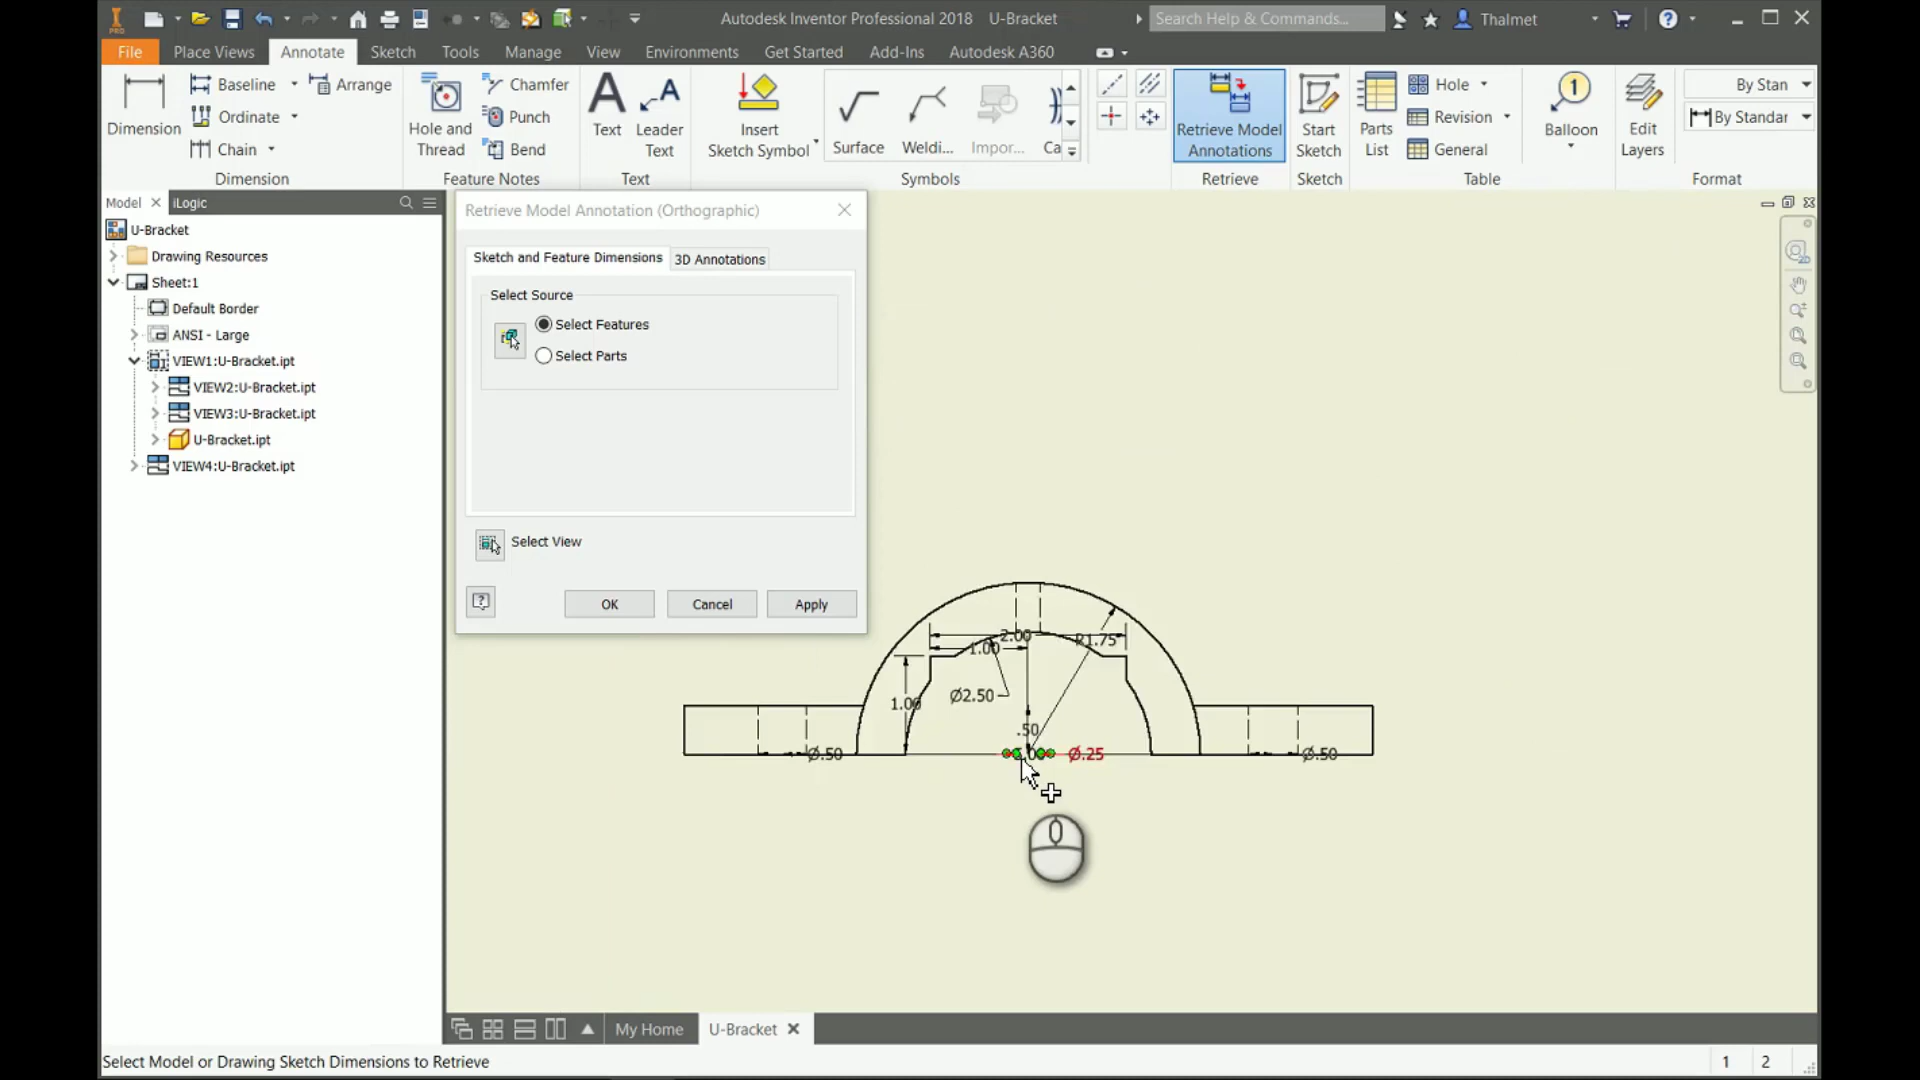 PRO
Autodesk Inventor Professional 2018 U-Bracket
Search Help & Commands...
Thalmet
File Place Views Annotate Sketch Tools Manage View Environments Get Started Add-Ins Autodesk A360
Dimension
Baseline
Ordinate
Chain
Arrange
Dimension
Hole and
Thread
Chamfer
Punch
Bend
Feature Notes
Text
Leader
Text
Text
Insert
Sketch Symbol
Surface
Weldi...
Impor...
Ca
Symbols
Retrieve Model
Annotations
Retrieve
Start
Sketch
Sketch
Parts
List
Hole
Revision
General
Table
Balloon
1
Edit
Layers
By Stan
By Standar
Format
Model
iLogic
U-Bracket
Drawing Resources
Sheet:1
Default Border
ANSI - Large
VIEW1:U-Bracket.ipt
VIEW2:U-Bracket.ipt
VIEW3:U-Bracket.ipt
U-Bracket.ipt
VIEW4:U-Bracket.ipt
Retrieve Model Annotation (Orthographic)
Sketch and Feature Dimensions
3D Annotations
Select Source
Select Features
Select Parts
Select View
OK
Cancel
Apply
2.00
1.00
R1.75
1.00
Ø2.50
.50
Ø.50
Ø.25
Ø.50
My Home
U-Bracket
Select Model or Drawing Sketch Dimensions to Retrieve
1 2